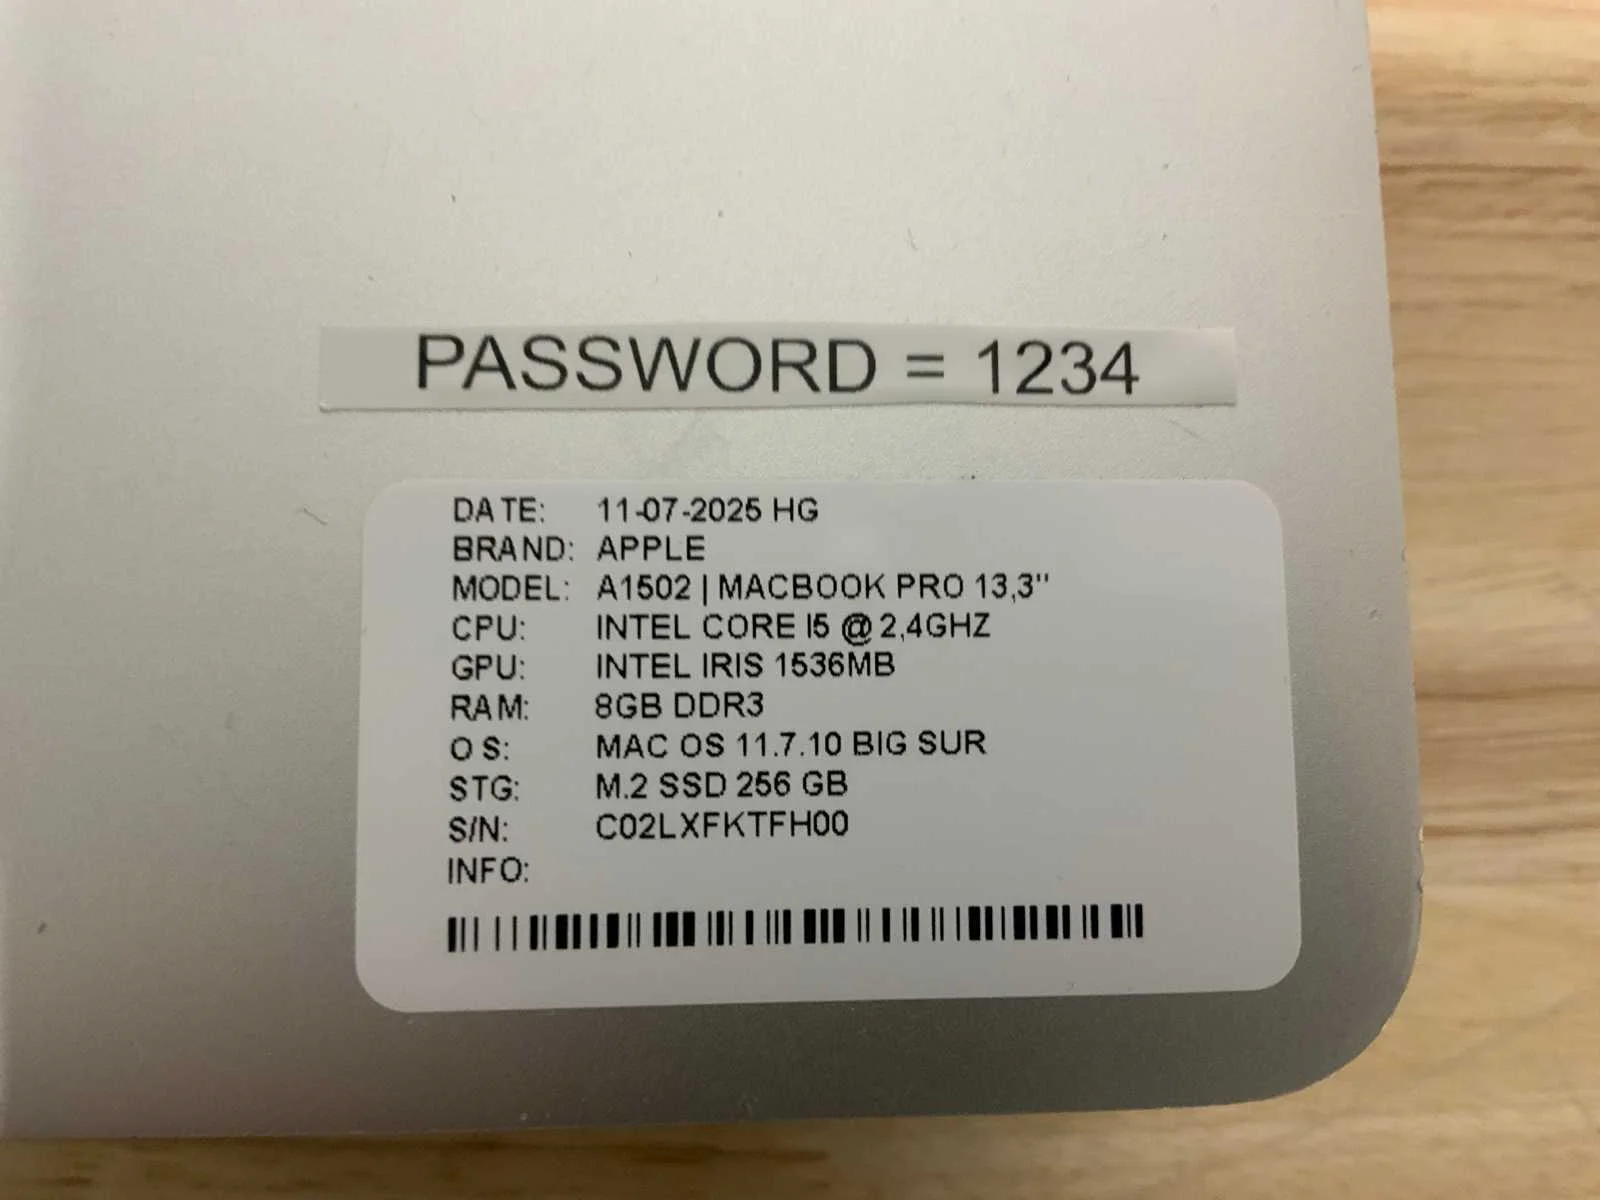 PASSWORD = 1234
DATE: 11-07-2025 HG
BRAND: APPLE
MODEL: A1502 | MACBOOK PRO 13,3"
CPU: INTEL CORE I5 @ 2,4GHZ
GPU: INTEL IRIS 1536MB
RAM: 8GB DDR3
OS: MAC OS 11.7.10 BIG SUR
STG: M.2 SSD 256 GB
S/N: C02LXFKTFH00
INFO: